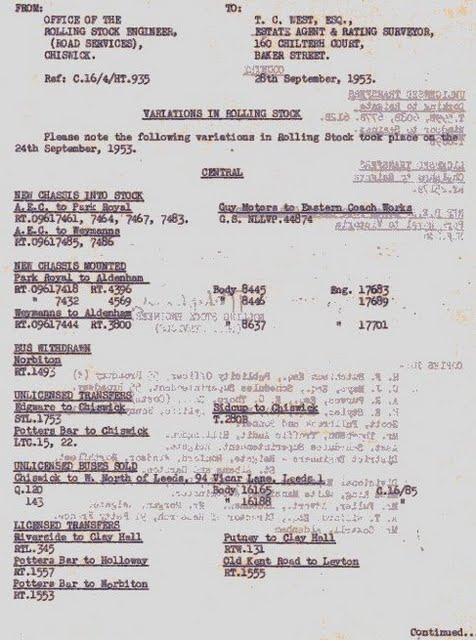 FROM:
OFFICE OF THE
ROLLING STOCK ENGINEER,
(ROAD SERVICES),
CHISWICK.
TO:
T. C. WEST, ESQ.,
ESTATE AGENT & RATING SURVEYOR,
160 CHILTERN COURT,
BAKER STREET.
Ref: C.16/4/HT.935
28th September, 1953.
VARIATIONS IN ROLLING STOCK
Please note the following variations in Rolling Stock took place on the
24th September, 1953.
CENTRAL
NEW CHASSIS INTO STOCK
A.E.C. to Park Royal
RT.09617461, 7464, 7467, 7483.
A.E.C. to Weymanns
RT.09617485, 7486
Guy Motors to Eastern Coach Works
G.S. NLLVP.44874
NEW CHASSIS MOUNTED
Park Royal to Aldenham
RT.09617418 RT.4396 Body 8445 Eng. 17683
" 7432 4569 " 8446 " 17689
Weymanns to Aldenham
RT.09617444 RT.3800 " 8637 " 17701
BUS WITHDRAWN
Norbiton
RT.1493
UNLICENSED TRANSFERS
Edgware to Chiswick
STL.1755
Potters Bar to Chiswick
LTC.15, 22.
Sidcup to Chiswick
T.280B
UNLICENSED BUSES SOLD
Chiswick to W. North of Leeds, 94 Vicar Lane, Leeds 1
Q.120 Body 16165 C.16/85
143 " 16188
LICENSED TRANSFERS
Riverside to Clay Hall
RTL.345
Potters Bar to Holloway
RT.1557
Potters Bar to Norbiton
RT.1553
Putney to Clay Hall
RTW.131
Old Kent Road to Leyton
RT.1555
Continued..